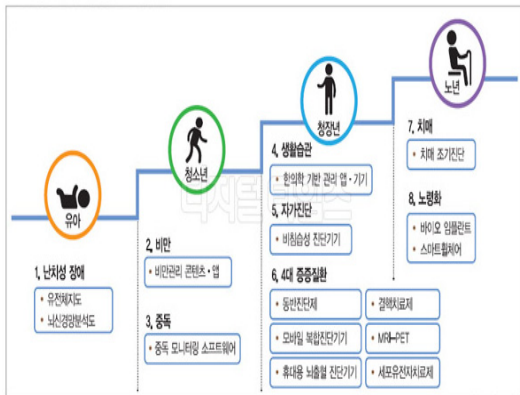 유아
청소년
청장년
노년
1. 난치성 장애
• 유전체지도
• 뇌신경망분석도
2. 비만
• 비만관리 콘텐츠·앱
3. 중독
• 중독 모니터링 소프트웨어
4. 생활습관
• 한의학 기반 관리 앱·기기
5. 자가진단
• 비침습성 진단기기
6. 4대 중증질환
• 동반진단제
• 결핵치료제
• 모바일 복합진단기기
• MRI-PET
• 휴대용 뇌출혈 진단기기
• 세포유전자치료제
7. 치매
• 치매 조기진단
8. 노령화
• 바이오 임플란트
• 스마트휠체어